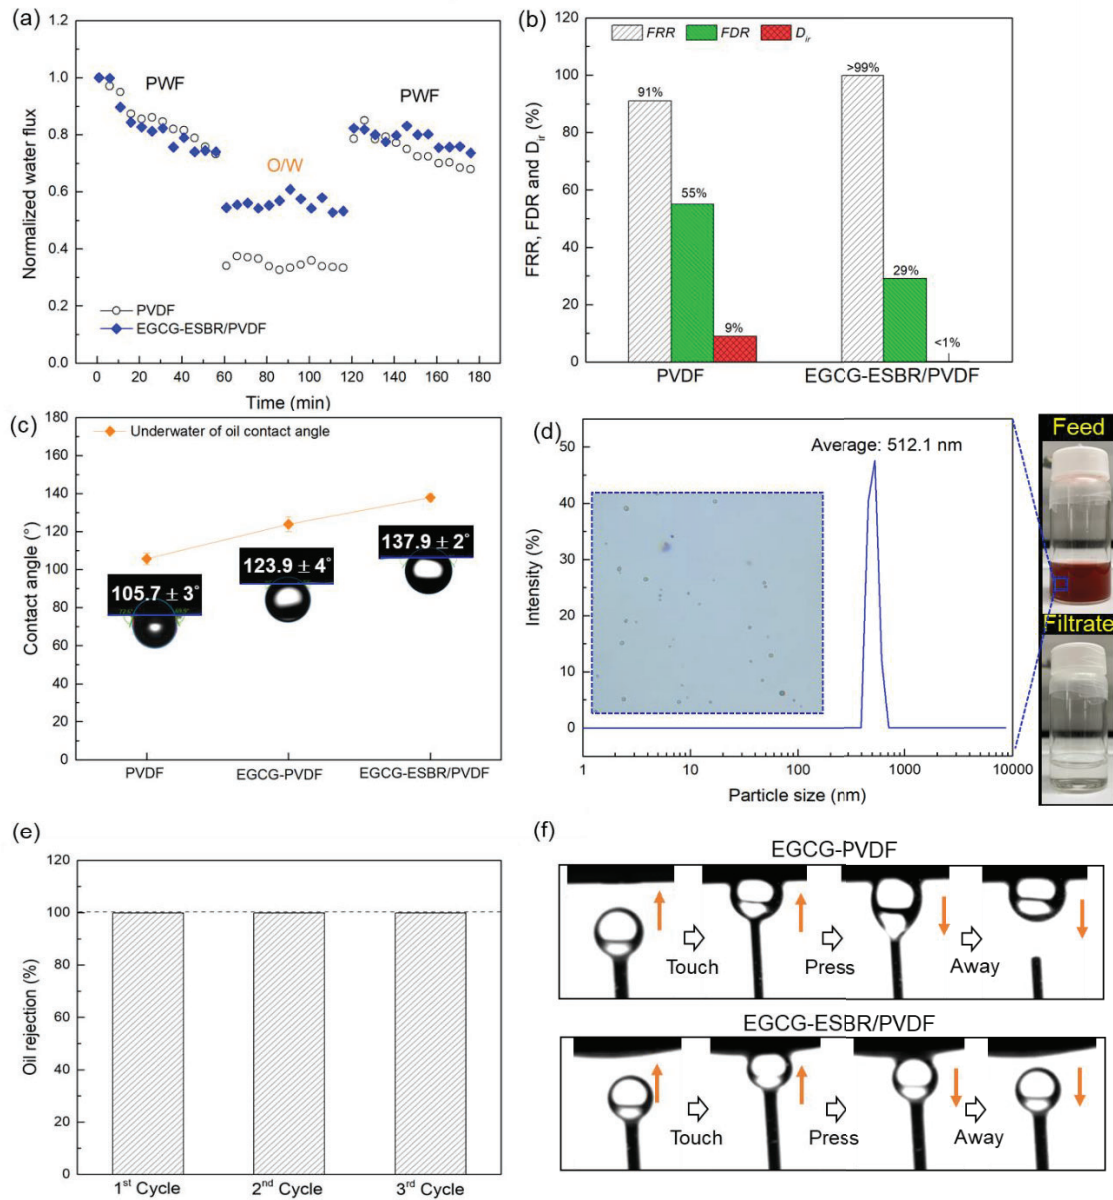 (a)
Normalized water flux
1.2
1.0
0.8
0.6
0.4
0.2
0.0
PWF
O/W
PWF
PVDF
EGCG-ESBR/PVDF
0 20 40 60 80 100 120 140 160 180
Time (min)
(b)
FRR, FDR and D_ir (%)
120
100
80
60
40
20
0
FRR FDR D_ir
91%
55%
9%
>99%
29%
<1%
PVDF EGCG-ESBR/PVDF
(c)
Contact angle (°)
180
160
140
120
100
80
60
40
20
0
Underwater of oil contact angle
105.7 ± 3°
123.9 ± 4°
137.9 ± 2°
PVDF EGCG-PVDF EGCG-ESBR/PVDF
(d)
Intensity (%)
50
40
30
20
10
0
Average: 512.1 nm
1 10 100 1000 10000
Particle size (nm)
Feed
Filtrate
(e)
Oil rejection (%)
120
100
80
60
40
20
0
1st Cycle 2nd Cycle 3rd Cycle
(f)
EGCG-PVDF
Touch Press Away
EGCG-ESBR/PVDF
Touch Press Away